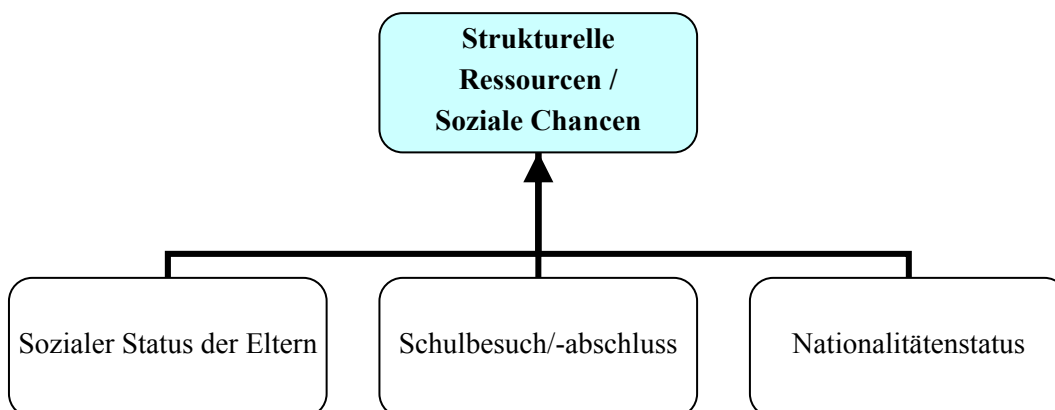 Strukturelle
Ressourcen /
Soziale Chancen
Sozialer Status der Eltern
Schulbesuch/-abschluss
Nationalitätenstatus